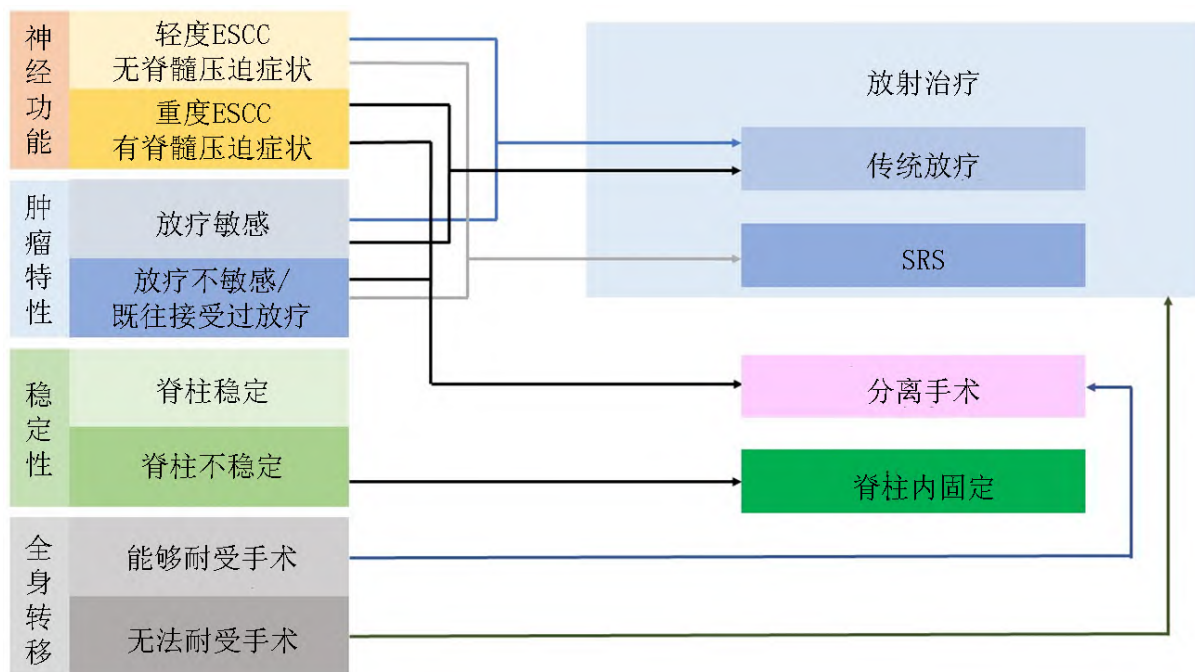 神经功能
轻度ESCC
无脊髓压迫症状
重度ESCC
有脊髓压迫症状
肿瘤特性
放疗敏感
放疗不敏感/
既往接受过放疗
稳定性
脊柱稳定
脊柱不稳定
全身转移
能够耐受手术
无法耐受手术
放射治疗
传统放疗
SRS
分离手术
脊柱内固定